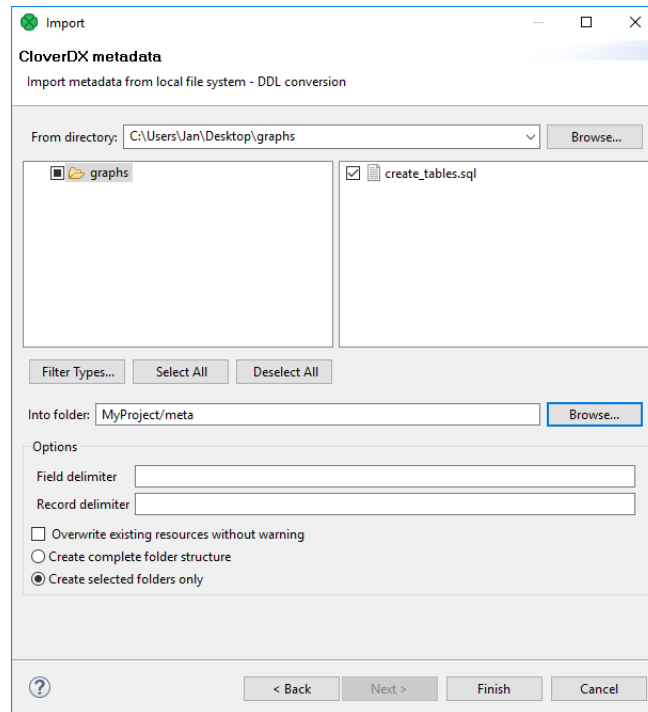 Import
CloverDX metadata
Import metadata from local file system - DDL conversion
From directory: C:\Users\Jan\Desktop\graphs Browse...
graphs
create_tables.sql
Filter Types... Select All Deselect All
Into folder: MyProject/meta Browse...
Options
Field delimiter
Record delimiter
Overwrite existing resources without warning
Create complete folder structure
Create selected folders only
? < Back Next > Finish Cancel